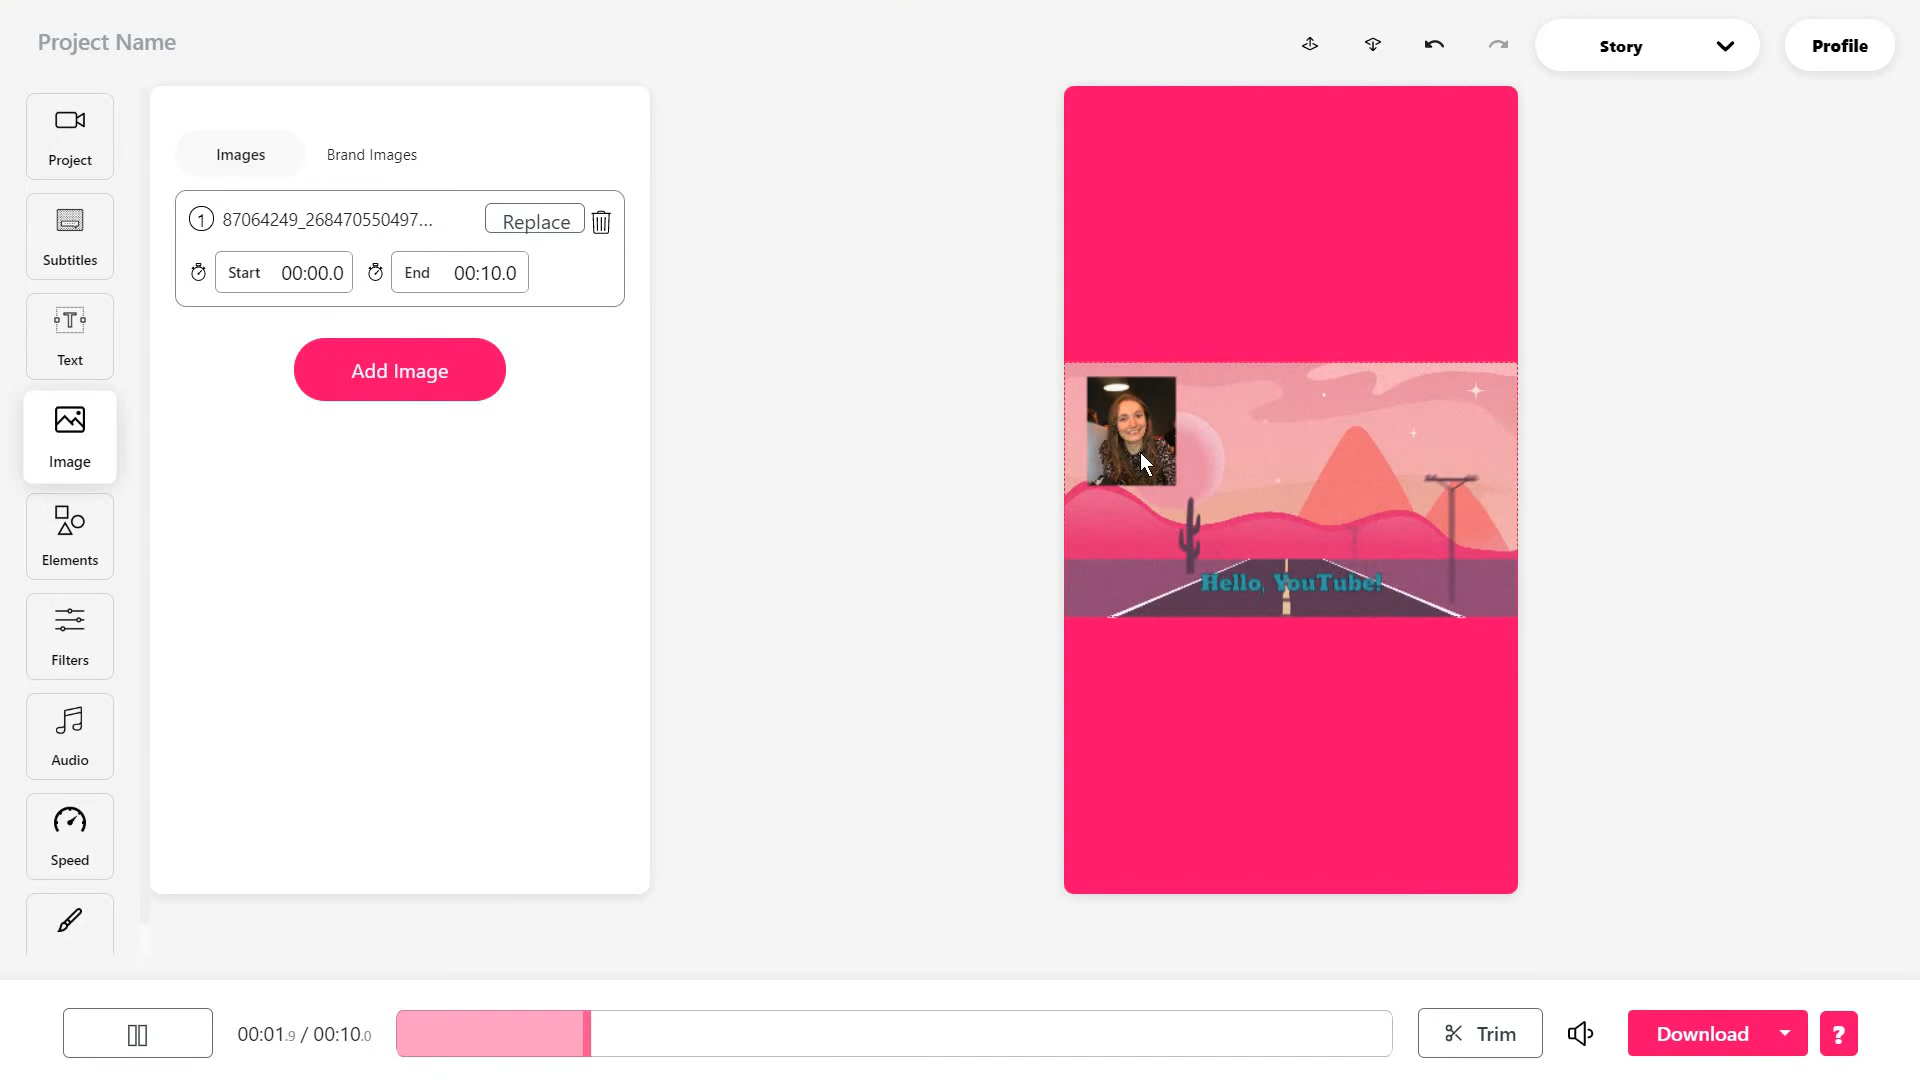 Project Name
Story
Profile
Project
Subtitles
Text
Image
Elements
Filters
Audio
Speed
Images
Brand Images
1
87064249_268470550497...
Replace
Start
00:00.0
End
00:10.0
Add Image
Hello, YouTube!
00:01.9 / 00:10.0
Trim
Download
?